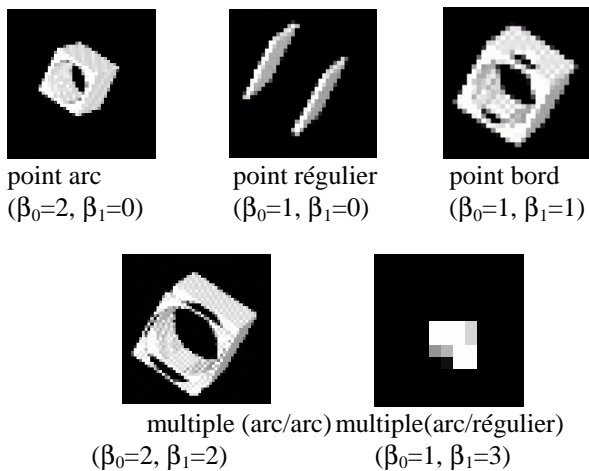 point arc point régulier point bord
(β₀=2, β₁=0) (β₀=1, β₁=0) (β₀=1, β₁=1)
multiple (arc/arc) multiple(arc/régulier)
(β₀=2, β₁=2) (β₀=1, β₁=3)